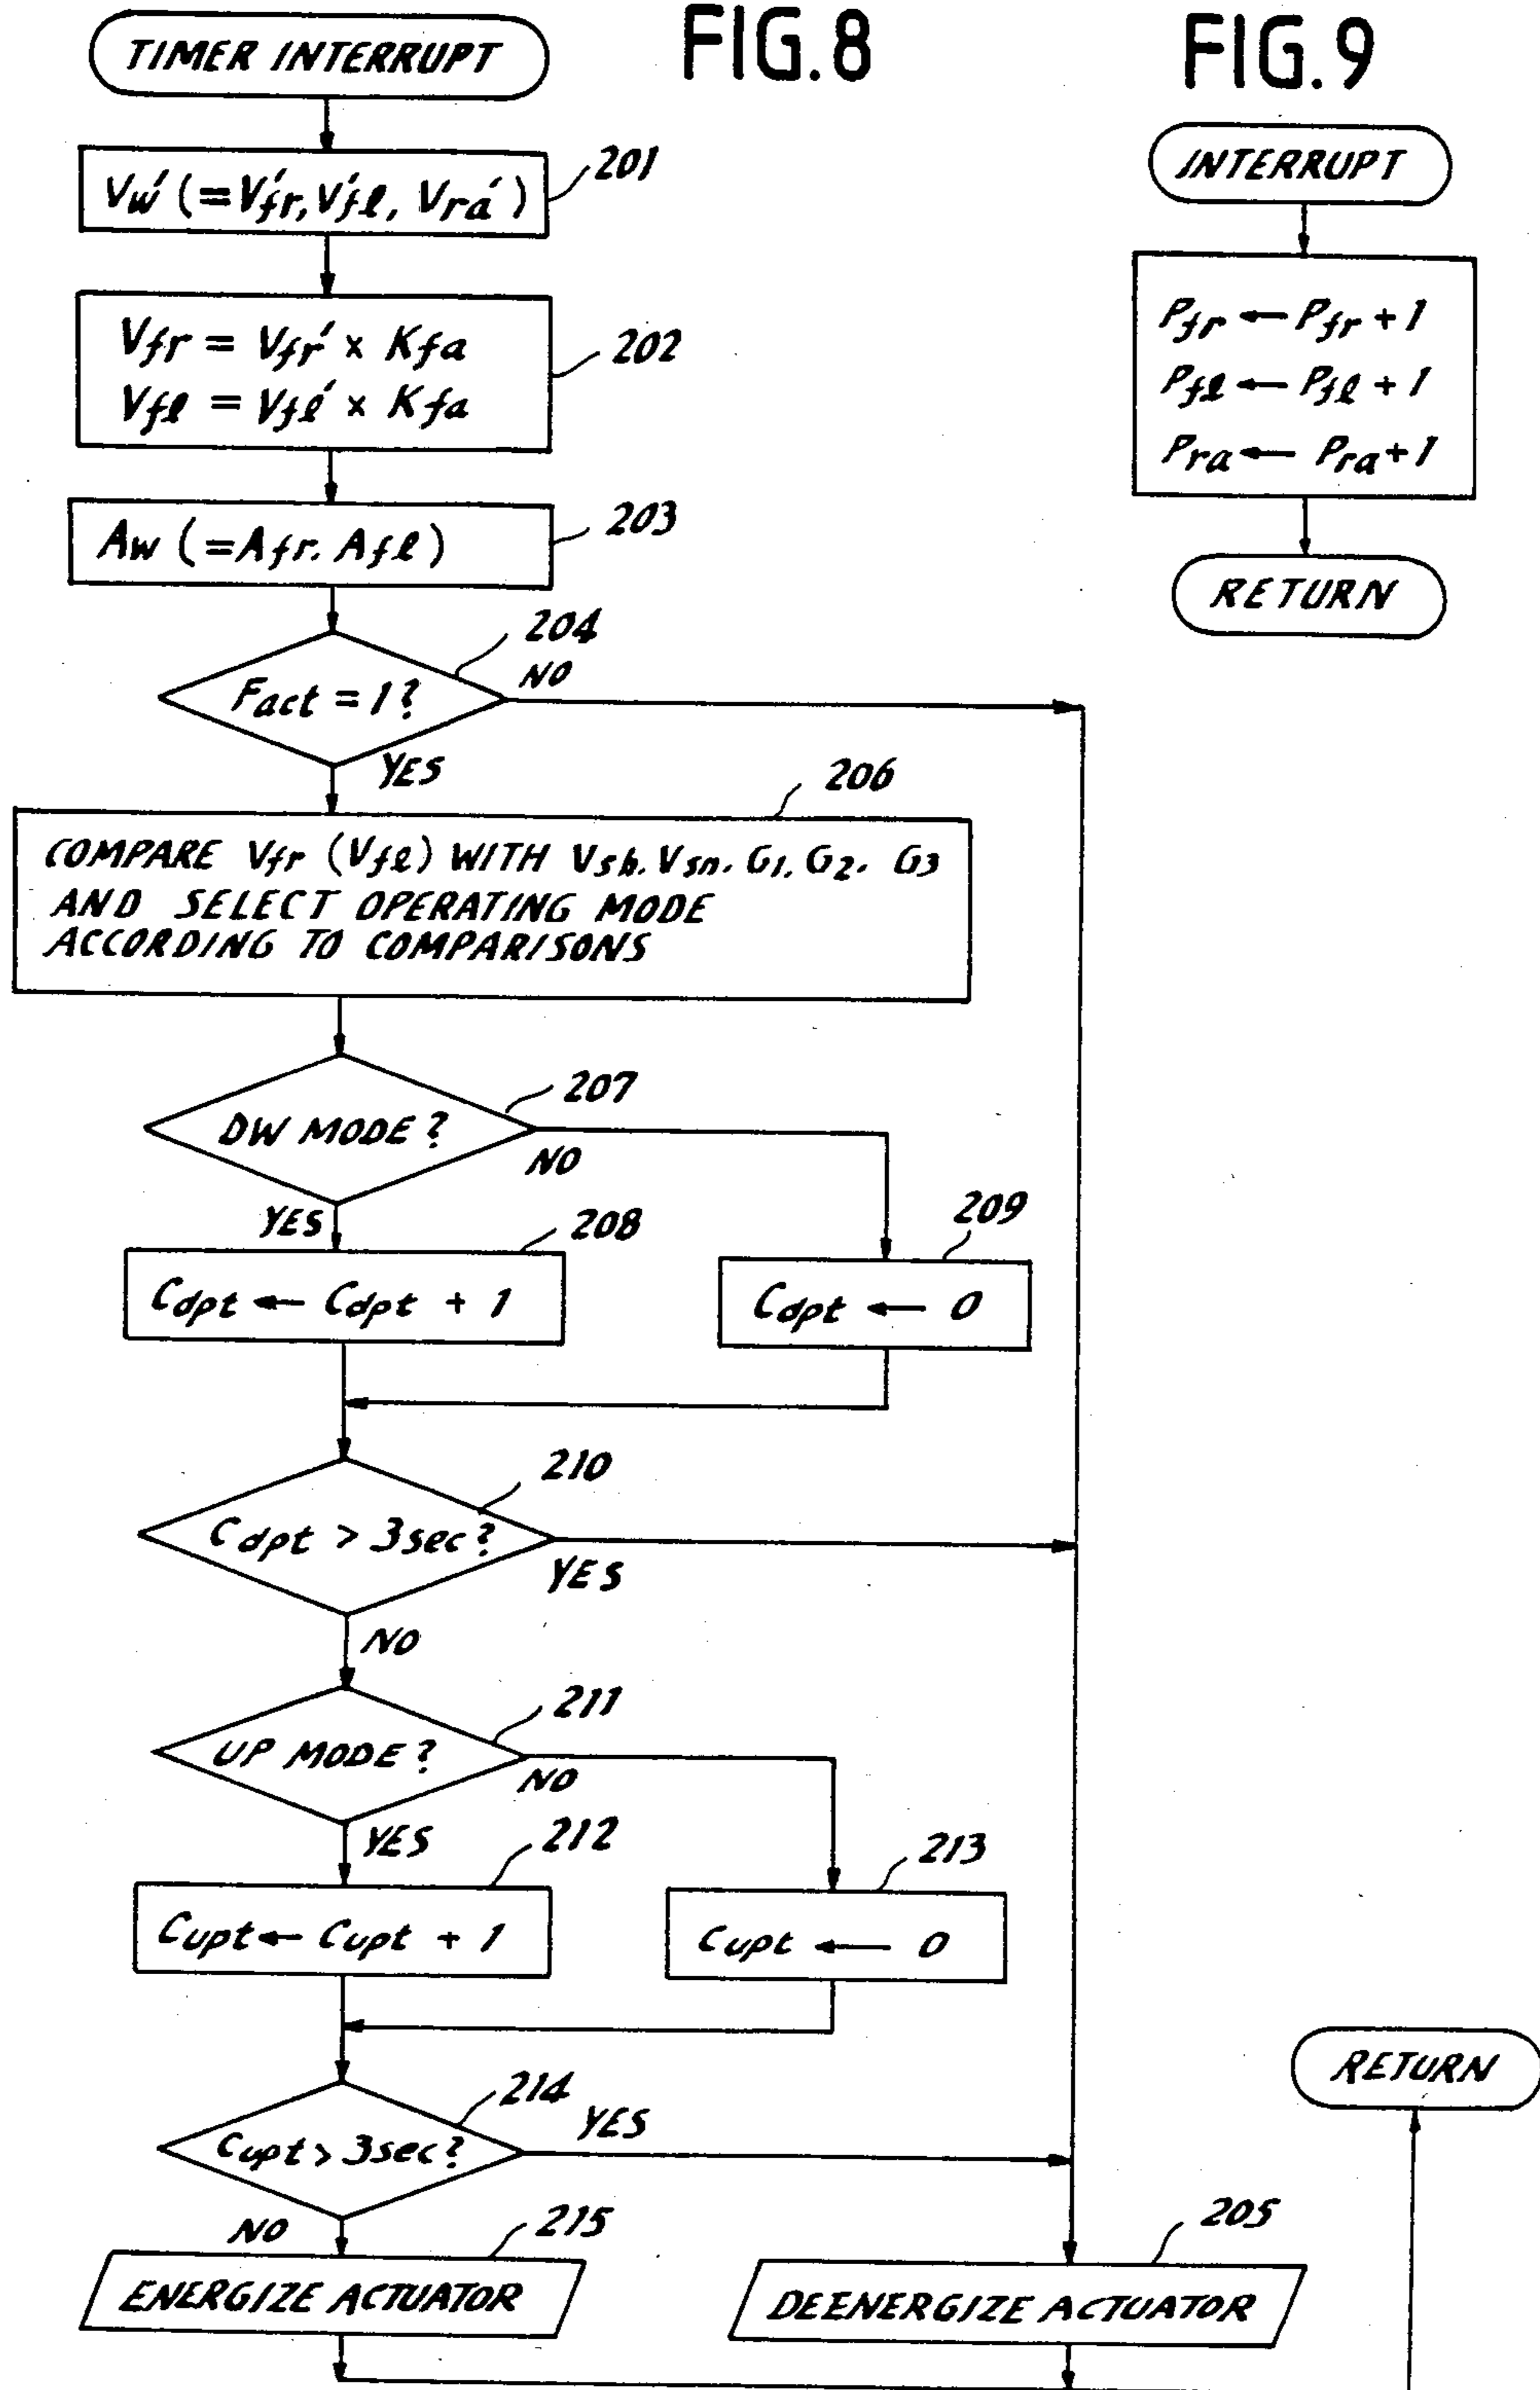 FIG.8
TIMER INTERRUPT
201
Vw' (=V'fr, V'fl, Vra')
202
Vfr = Vfr' × Kfa
Vfl = Vfl' × Kfa
203
Aw (=Afr. Afl)
204
Fact = 1?
NO
YES
206
COMPARE Vfr (Vfl) WITH Vsh. Vsn. G1. G2. G3
AND SELECT OPERATING MODE
ACCORDING TO COMPARISONS
207
DW MODE?
NO
YES
208
Cdpt ← Cdpt + 1
209
Cdpt ← 0
210
Cdpt > 3sec?
YES
NO
211
UP MODE?
NO
YES
212
Cupt ← Cupt + 1
213
Cupt ← 0
214
Cupt > 3sec?
YES
NO
215
ENERGIZE ACTUATOR
205
DEENERGIZE ACTUATOR
RETURN
FIG.9
INTERRUPT
Pfr ← Pfr + 1
Pfl ← Pfl + 1
Pra ← Pra + 1
RETURN